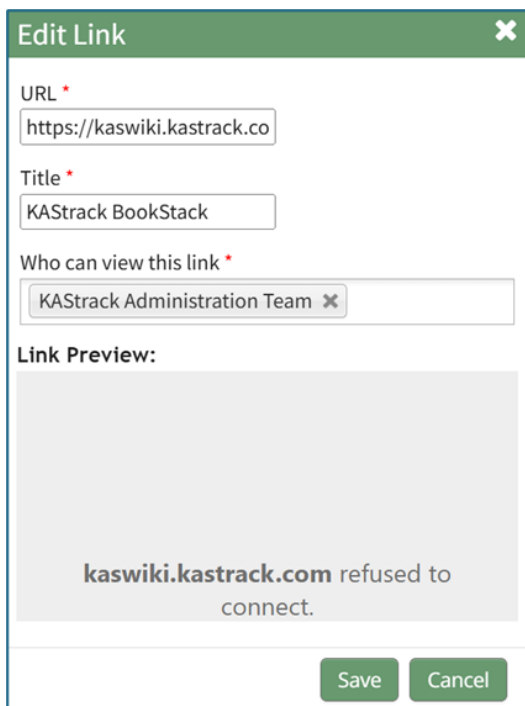 Edit Link
URL *
https://kaswiki.kastrack.co
Title *
KAStrack BookStack
Who can view this link *
KAStrack Administration Team
Link Preview:
kaswiki.kastrack.com refused to
connect.
Save Cancel